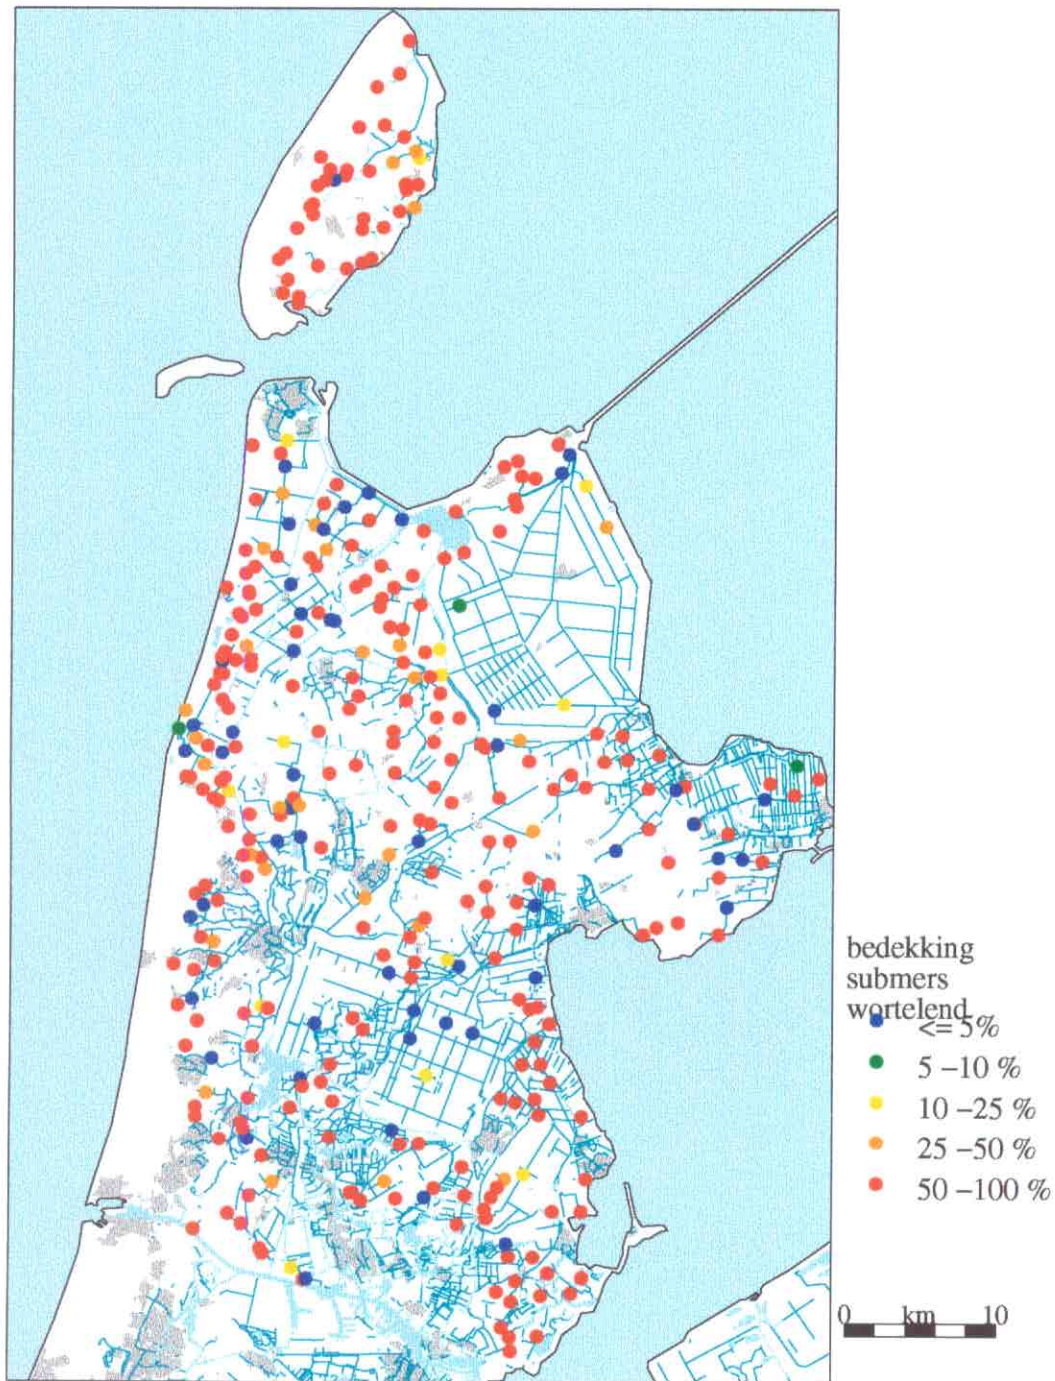 bedekking
submers
wortelend
<= 5%
5 –10 %
10 –25 %
25 –50 %
50 –100 %
0 km 10